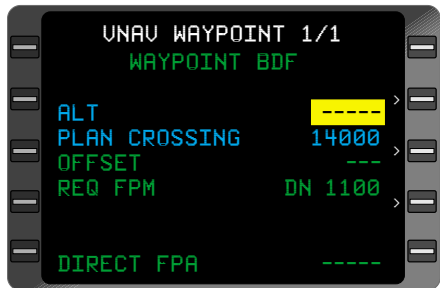 VNAV WAYPOINT 1/1
WAYPOINT BDF
ALT -----
PLAN CROSSING 14000
OFFSET ---
REQ FPM DN 1100
DIRECT FPA -----